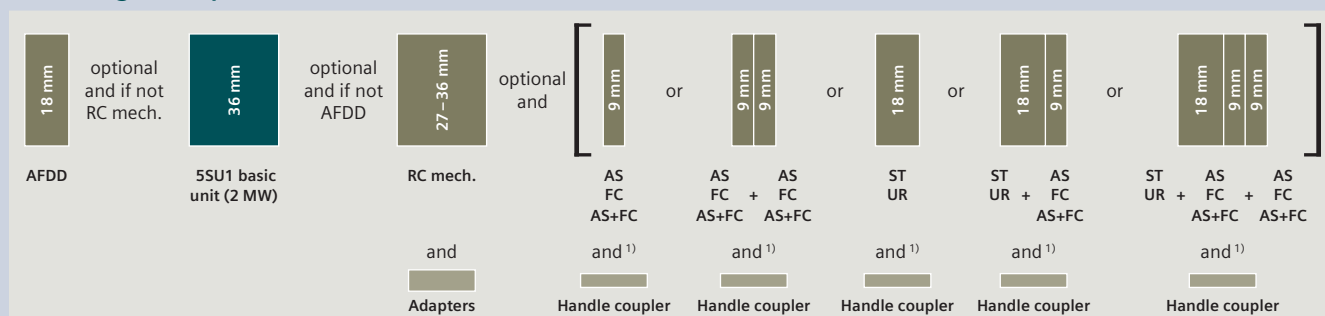 18 mm
optional
and if not
RC mech.
36 mm
optional
and if not
AFDD
27 – 36 mm
optional
and
9 mm
or
9 mm
9 mm
or
18 mm
or
18 mm
9 mm
or
18 mm
9 mm
9 mm
AFDD
5SU1 basic
unit (2 MW)
RC mech.
AS
FC
AS+FC
AS AS
FC + FC
AS+FC AS+FC
ST
UR
ST AS
UR + FC
AS+FC
ST AS AS
UR + FC + FC
AS+FC AS+FC
and
and 1)
and 1)
and 1)
and 1)
and 1)
Adapters
Handle coupler
Handle coupler
Handle coupler
Handle coupler
Handle coupler